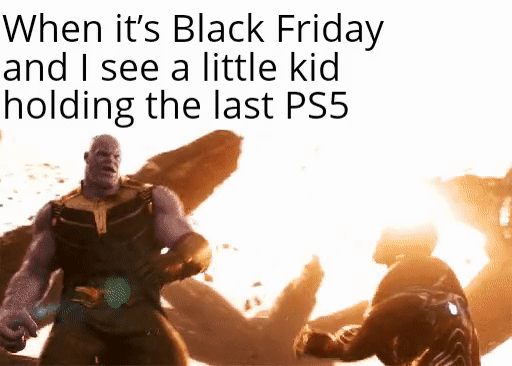 When it’s Black Friday
and I see a little kid
holding the last PS5